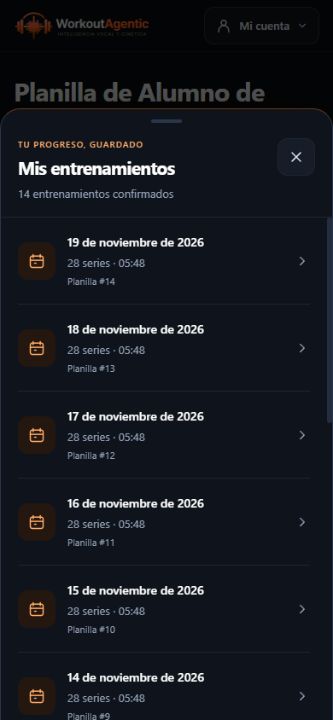 WorkoutAgentic
INTELIGENCIA VOCAL Y CINÉTICA
Mi cuenta
Planilla de Alumno de
TU PROGRESO, GUARDADO
Mis entrenamientos
14 entrenamientos confirmados
19 de noviembre de 2026
28 series · 05:48
Planilla #14
18 de noviembre de 2026
28 series · 05:48
Planilla #13
17 de noviembre de 2026
28 series · 05:48
Planilla #12
16 de noviembre de 2026
28 series · 05:48
Planilla #11
15 de noviembre de 2026
28 series · 05:48
Planilla #10
14 de noviembre de 2026
28 series · 05:48
Planilla #9